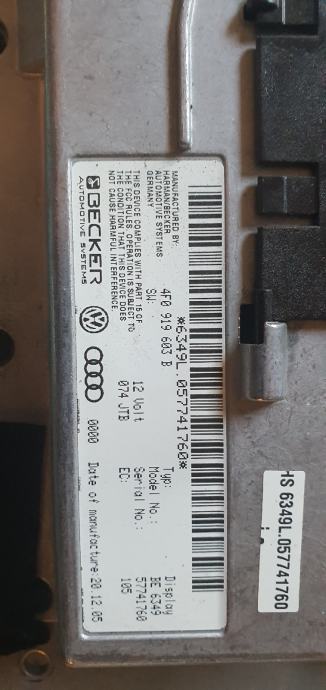 MANUFACTURED BY:
HARMAN/BECKER
AUTOMOTIVE SYSTEMS
GERMANY
THIS DEVICE COMPLIES WITH PART 15 OF
THE FCC RULES. OPERATION IS SUBJECT TO
THE CONDITION THAT THIS DEVICE DOES
NOT CAUSE HARMFUL INTERFERENCE.
BECKER
AUTOMOTIVE SYSTEMS
*6349L.057741760*
4F0 919 603 B
SW:
12 Volt
074 JTB
0000
Typ: Display
Model No.: BE 6349
Serial No.: 57741760
EC: 105
Date of manufacture: 20.12.05
HS 6349L.057741760